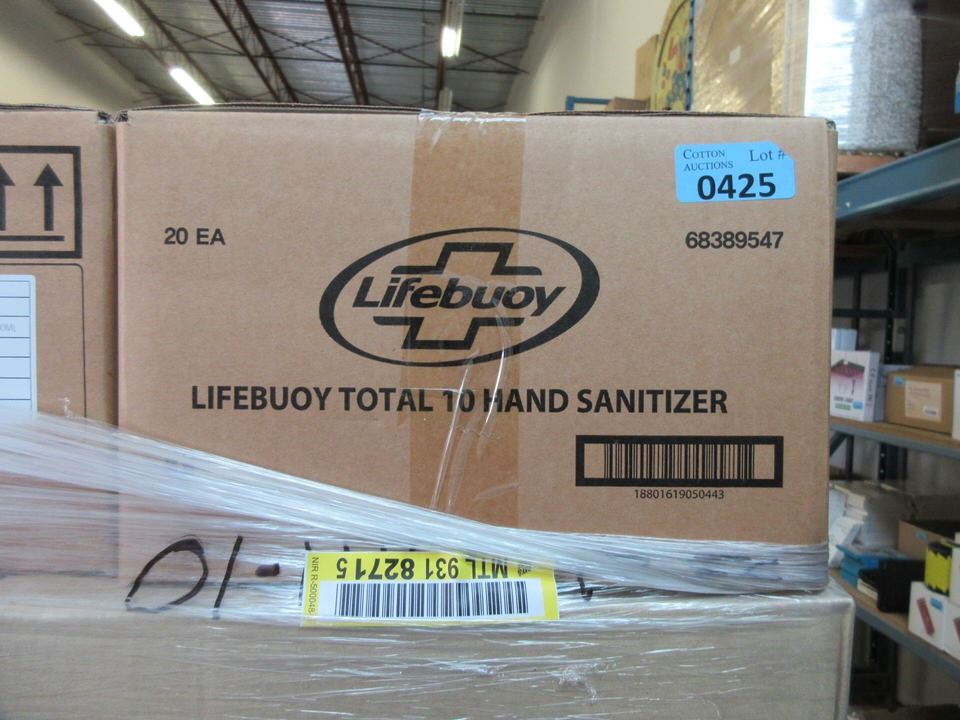 COTTON AUCTIONS Lot #
0425
20 EA
68389547
Lifebuoy
LIFEBUOY TOTAL 10 HAND SANITIZER
18801619050443
MTL 931 82715